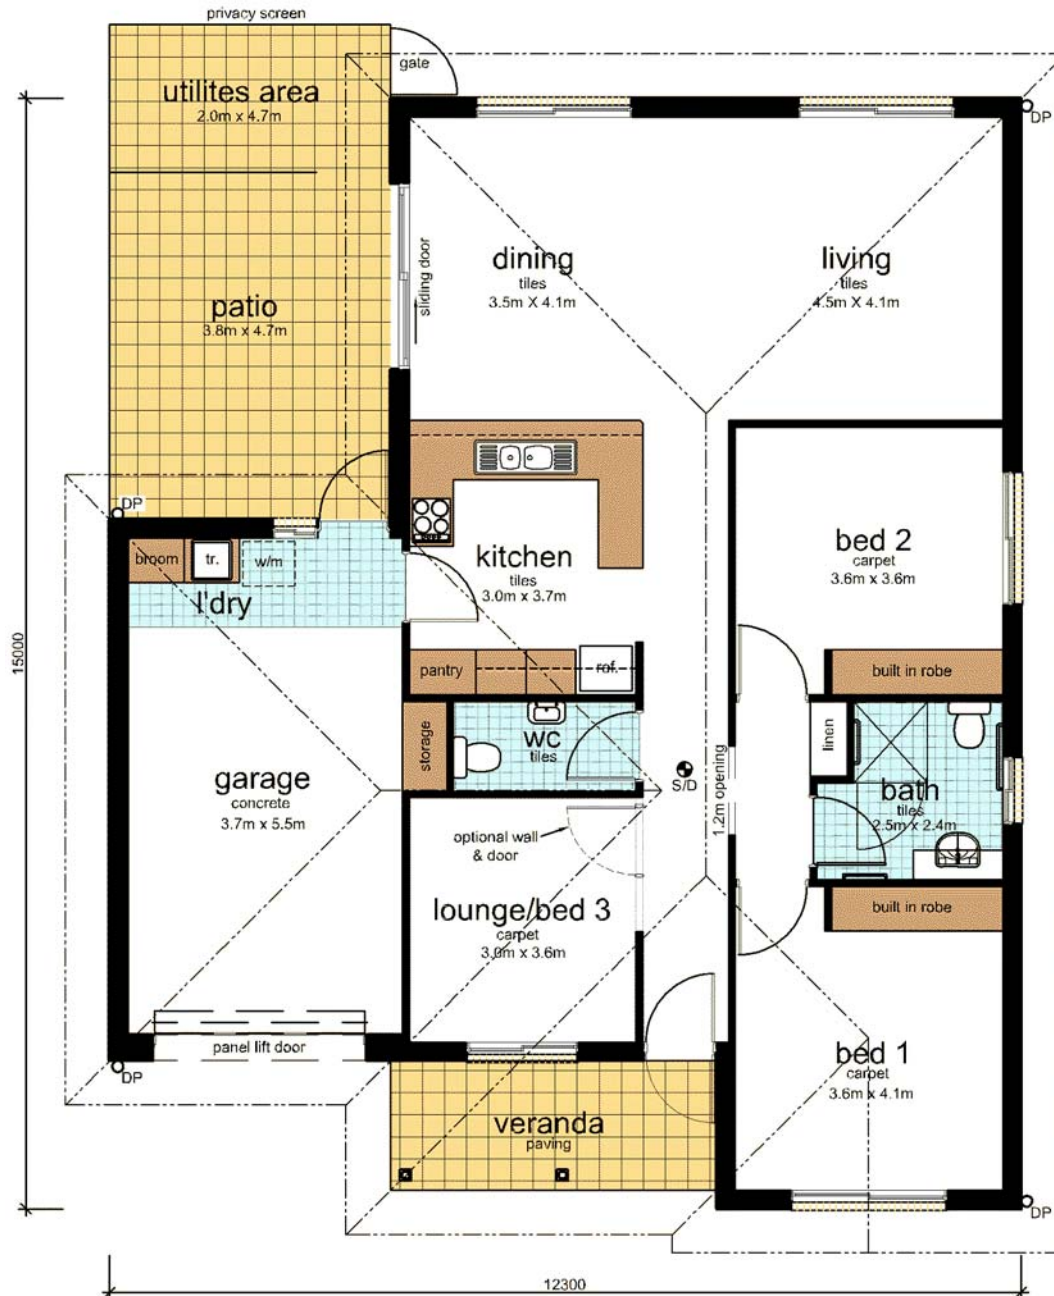 privacy screen
gate
utilites area
2.0m x 4.7m
DP
dining
tiles
3.5m X 4.1m
living
tiles
4.5m X 4.1m
sliding door
patio
3.8m x 4.7m
DP
broom
tr.
w/m
l'dry
kitchen
tiles
3.0m x 3.7m
bed 2
carpet
3.6m x 3.6m
15000
pantry
ref.
built in robe
storage
wc
tiles
linen
S/D
1.2m opening
bath
tiles
2.5m x 2.4m
garage
concrete
3.7m x 5.5m
optional wall
& door
lounge/bed 3
carpet
3.0m x 3.6m
built in robe
panel lift door
DP
bed 1
carpet
3.6m x 4.1m
veranda
paving
DP
12300